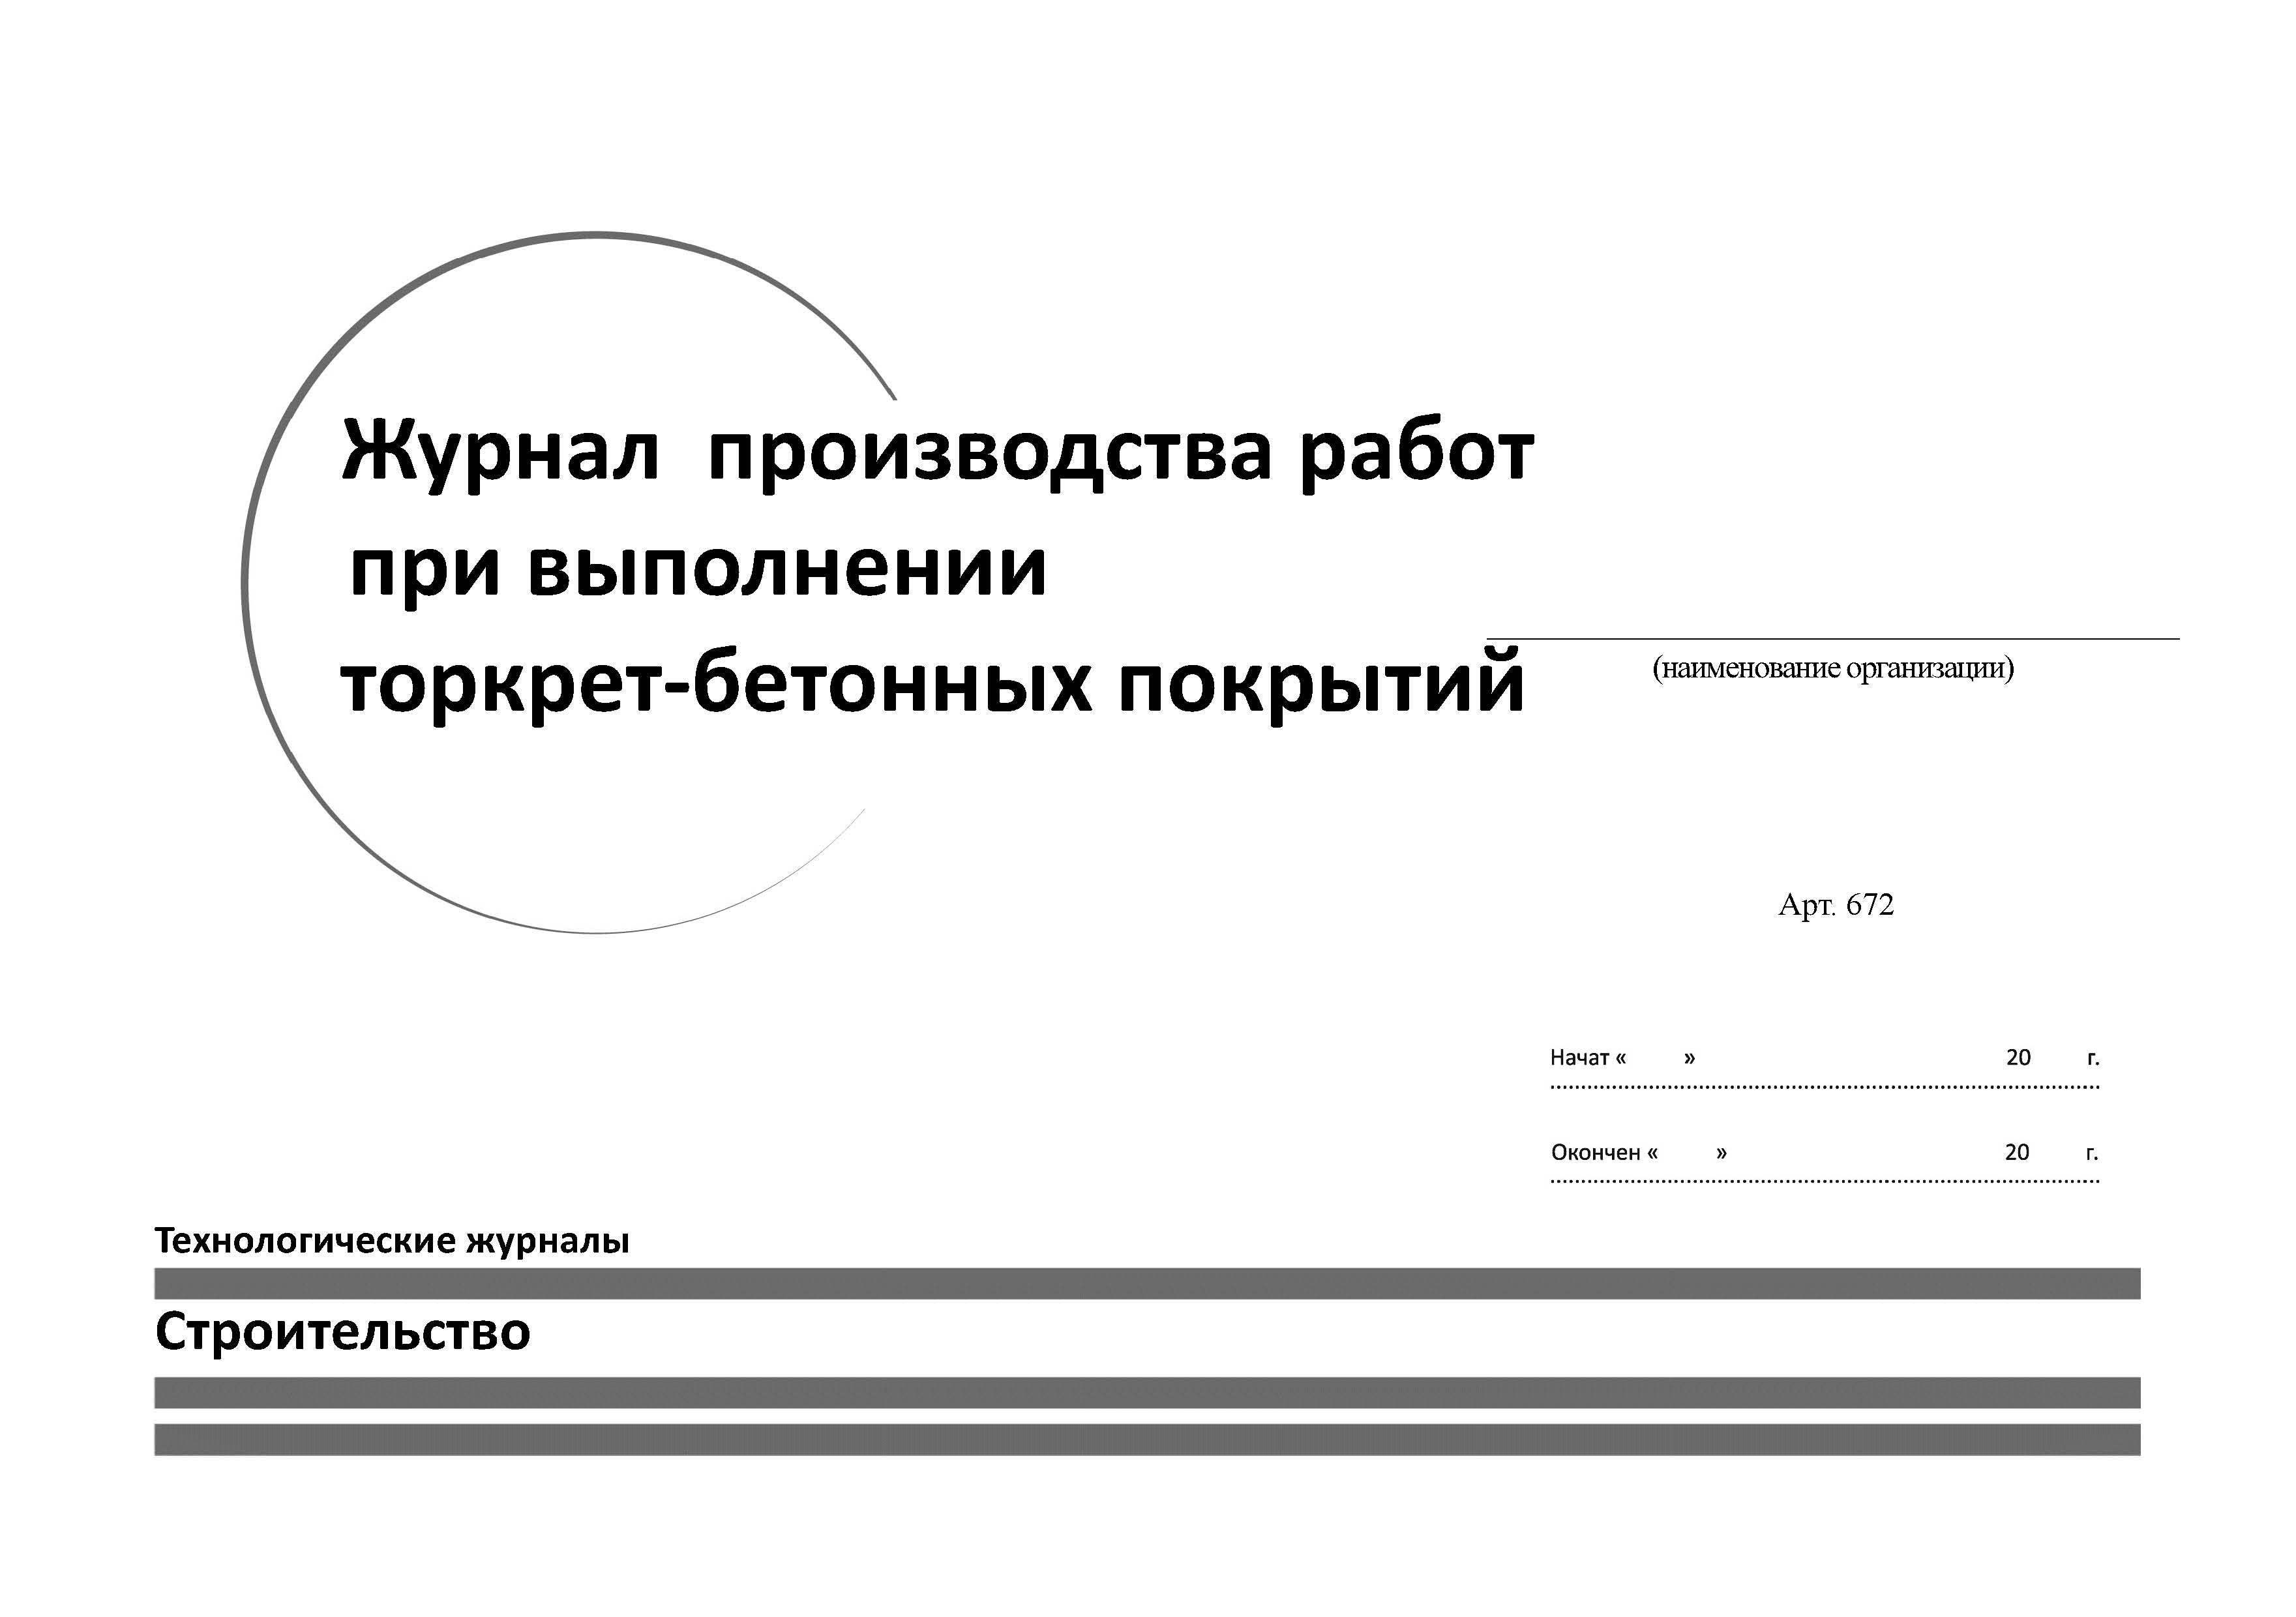 Журнал производства работ
при выполнении
торкрет-бетонных покрытий
(наименование организации)
Арт. 672
Начат « » 20 г.
Окончен « » 20 г.
Технологические журналы
Строительство